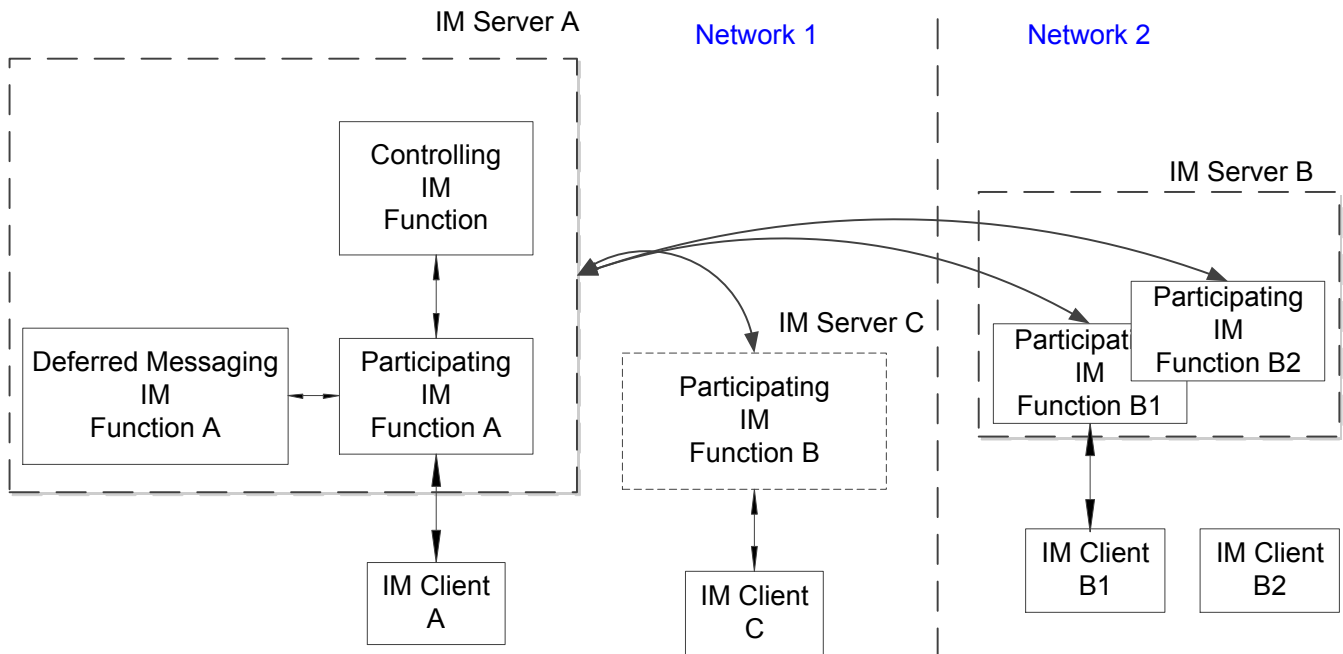 IM Server A
Network 1
Network 2
Controlling
IM
Function
IM Server B
Participating
IM
Function B2
IM Server C
Participating
IM
Function B1
Deferred Messaging
IM
Function A
Participating
IM
Function A
Participating
IM
Function B
IM Client
B1
IM Client
B2
IM Client
A
IM Client
C